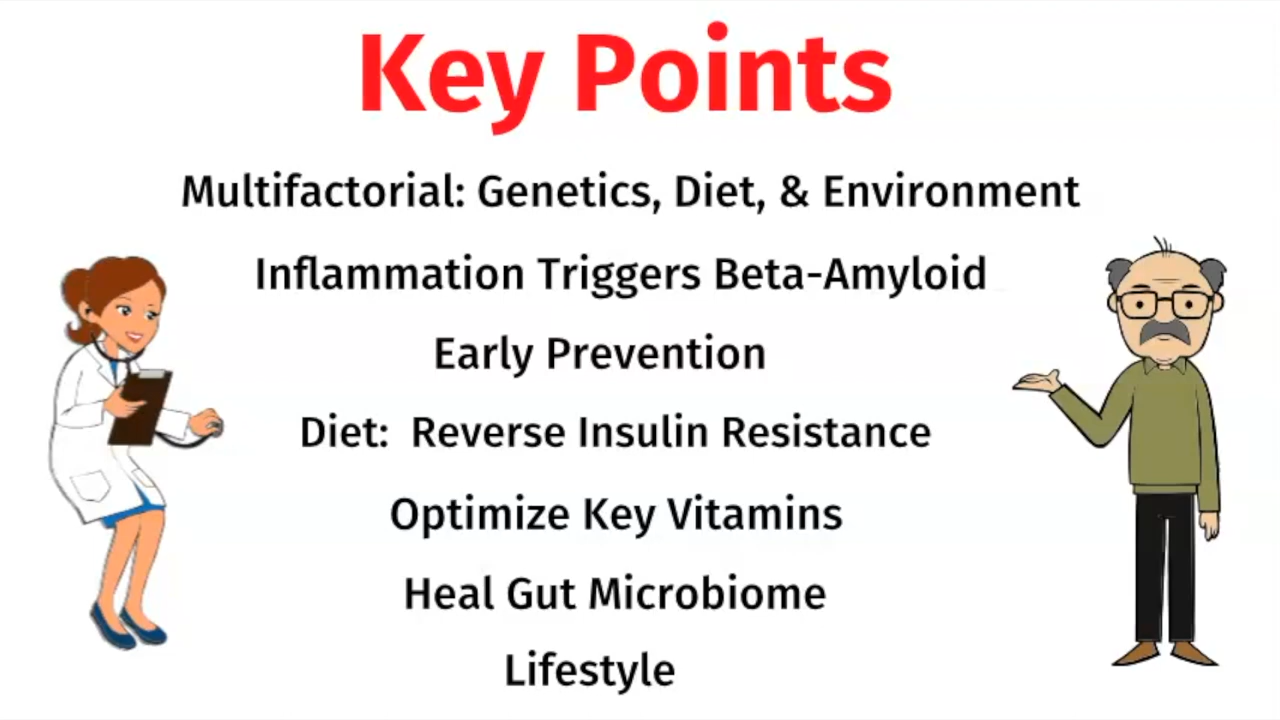 Key Points
Multifactorial: Genetics, Diet, & Environment
Inflammation Triggers Beta-Amyloid
Early Prevention
Diet: Reverse Insulin Resistance
Optimize Key Vitamins
Heal Gut Microbiome
Lifestyle